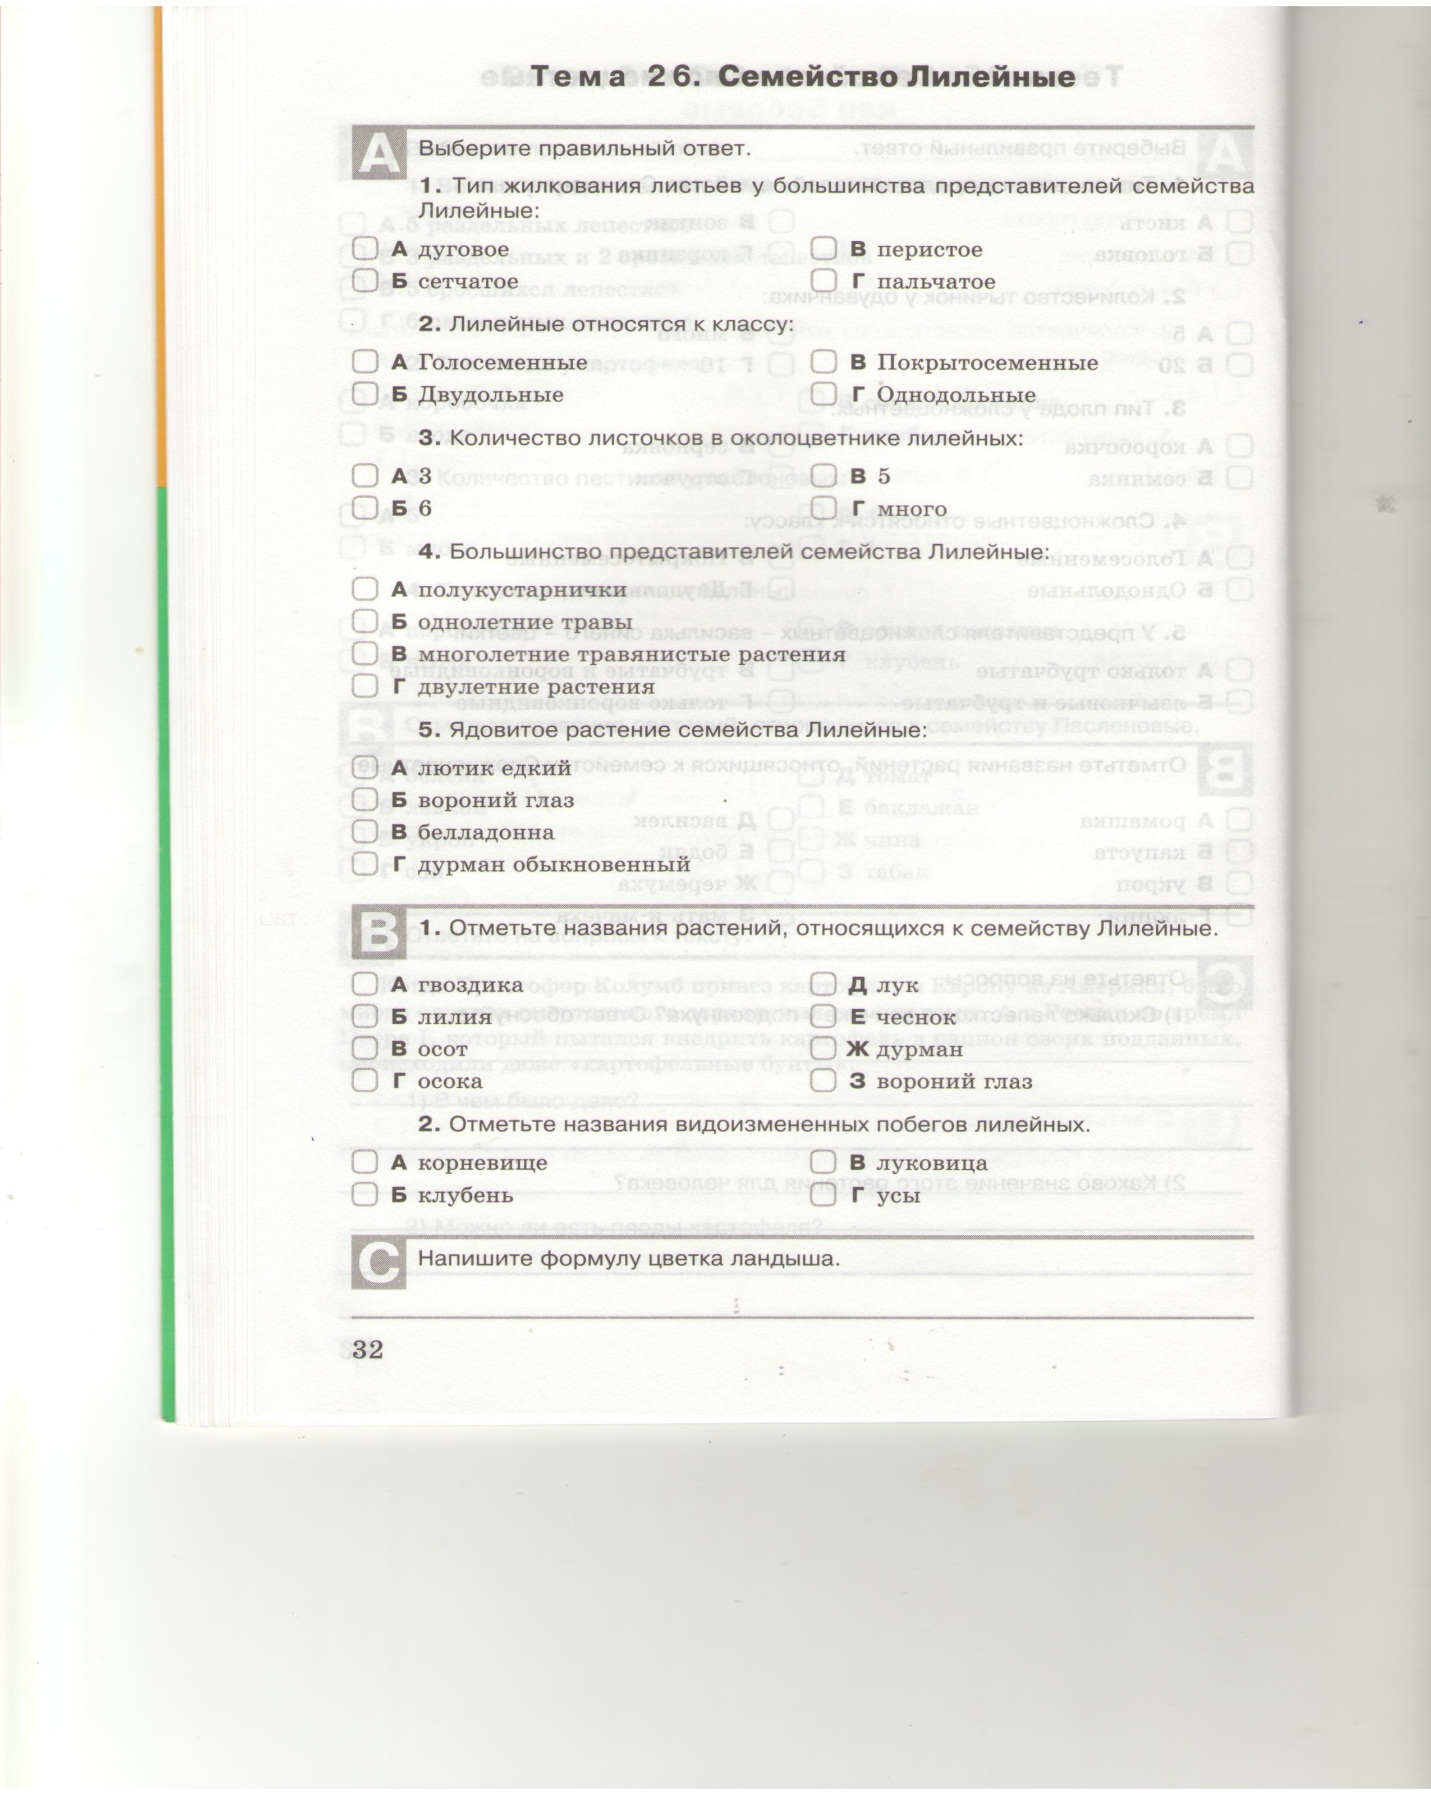 Тема 26. Семейство Лилейные
А Выберите правильный ответ.
1. Тип жилкования листьев у большинства представителей семейства
Лилейные:
А дуговое В перистое
Б сетчатое Г пальчатое
2. Лилейные относятся к классу:
А Голосеменные В Покрытосеменные
Б Двудольные Г Однодольные
3. Количество листочков в околоцветнике лилейных:
А 3 В 5
Б 6 Г много
4. Большинство представителей семейства Лилейные:
А полукустарнички
Б однолетние травы
В многолетние травянистые растения
Г двулетние растения
5. Ядовитое растение семейства Лилейные:
А лютик едкий
Б вороний глаз
В белладонна
Г дурман обыкновенный
В 1. Отметьте названия растений, относящихся к семейству Лилейные.
А гвоздика Д лук
Б лилия Е чеснок
В осот Ж дурман
Г осока З вороний глаз
2. Отметьте названия видоизмененных побегов лилейных.
А корневище В луковица
Б клубень Г усы
С Напишите формулу цветка ландыша.
32